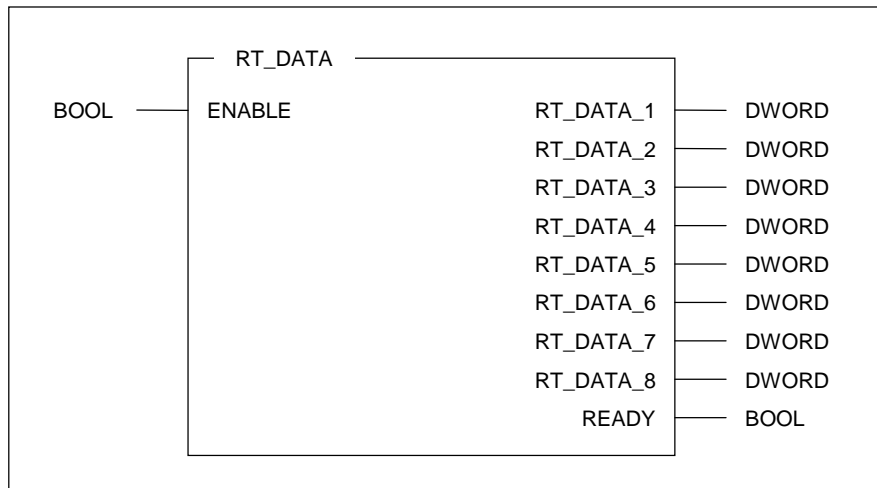 RT_DATA
BOOL ENABLE RT_DATA_1 DWORD
RT_DATA_2 DWORD
RT_DATA_3 DWORD
RT_DATA_4 DWORD
RT_DATA_5 DWORD
RT_DATA_6 DWORD
RT_DATA_7 DWORD
RT_DATA_8 DWORD
READY BOOL